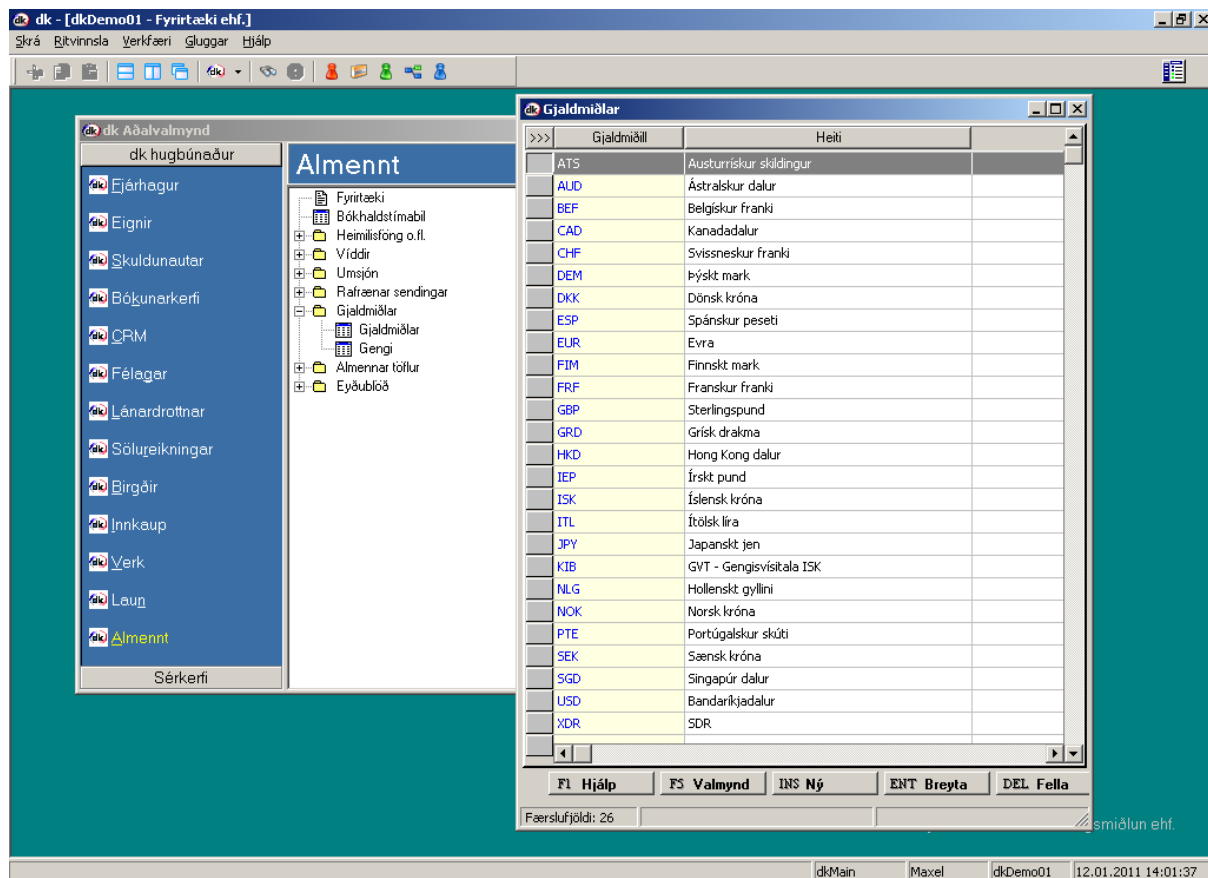 dk - [dkDemo01 - Fyrirtæki ehf.]
Skrá Ritvinnsla Verkfæri Gluggar Hjálp
dk Aðalvalmynd
dk hugbúnaður
Fjárhagur
Eignir
Skuldunautar
Bókunarkerfi
CRM
Félagar
Lánardrottnar
Sölureikningar
Birgðir
Innkaup
Verk
Laun
Almennt
Sérkerfi
Almennt
Fyrirtæki
Bókhaldstímabil
Heimilisföng o.fl.
Víddir
Umsjón
Rafrænar sendingar
Gjaldmiðlar
Gjaldmiðlar
Gengi
Almennar töflur
Eyðublöð
Gjaldmiðlar
>>> Gjaldmiðill Heiti
ATS Austurrískur skildingur
AUD Ástralskur dalur
BEF Belgískur franki
CAD Kanadadalur
CHF Svissneskur franki
DEM Þýskt mark
DKK Dönsk króna
ESP Spánskur peseti
EUR Evra
FIM Finnskt mark
FRF Franskur franki
GBP Sterlingspund
GRD Grísk drakma
HKD Hong Kong dalur
IEP Írskt pund
ISK Íslensk króna
ITL Ítölsk líra
JPY Japanskt jen
KIB GVT - Gengisvísitala ISK
NLG Hollenskt gyllini
NOK Norsk króna
PTE Portúgalskur skúti
SEK Sænsk króna
SGD Singapúr dalur
USD Bandaríkjadalur
XDR SDR
F1 Hjálp F5 Valmynd INS Ný ENT Breyta DEL Fella
Færslufjöldi: 26
smiðlun ehf.
dkMain Maxel dkDemo01 12.01.2011 14:01:37